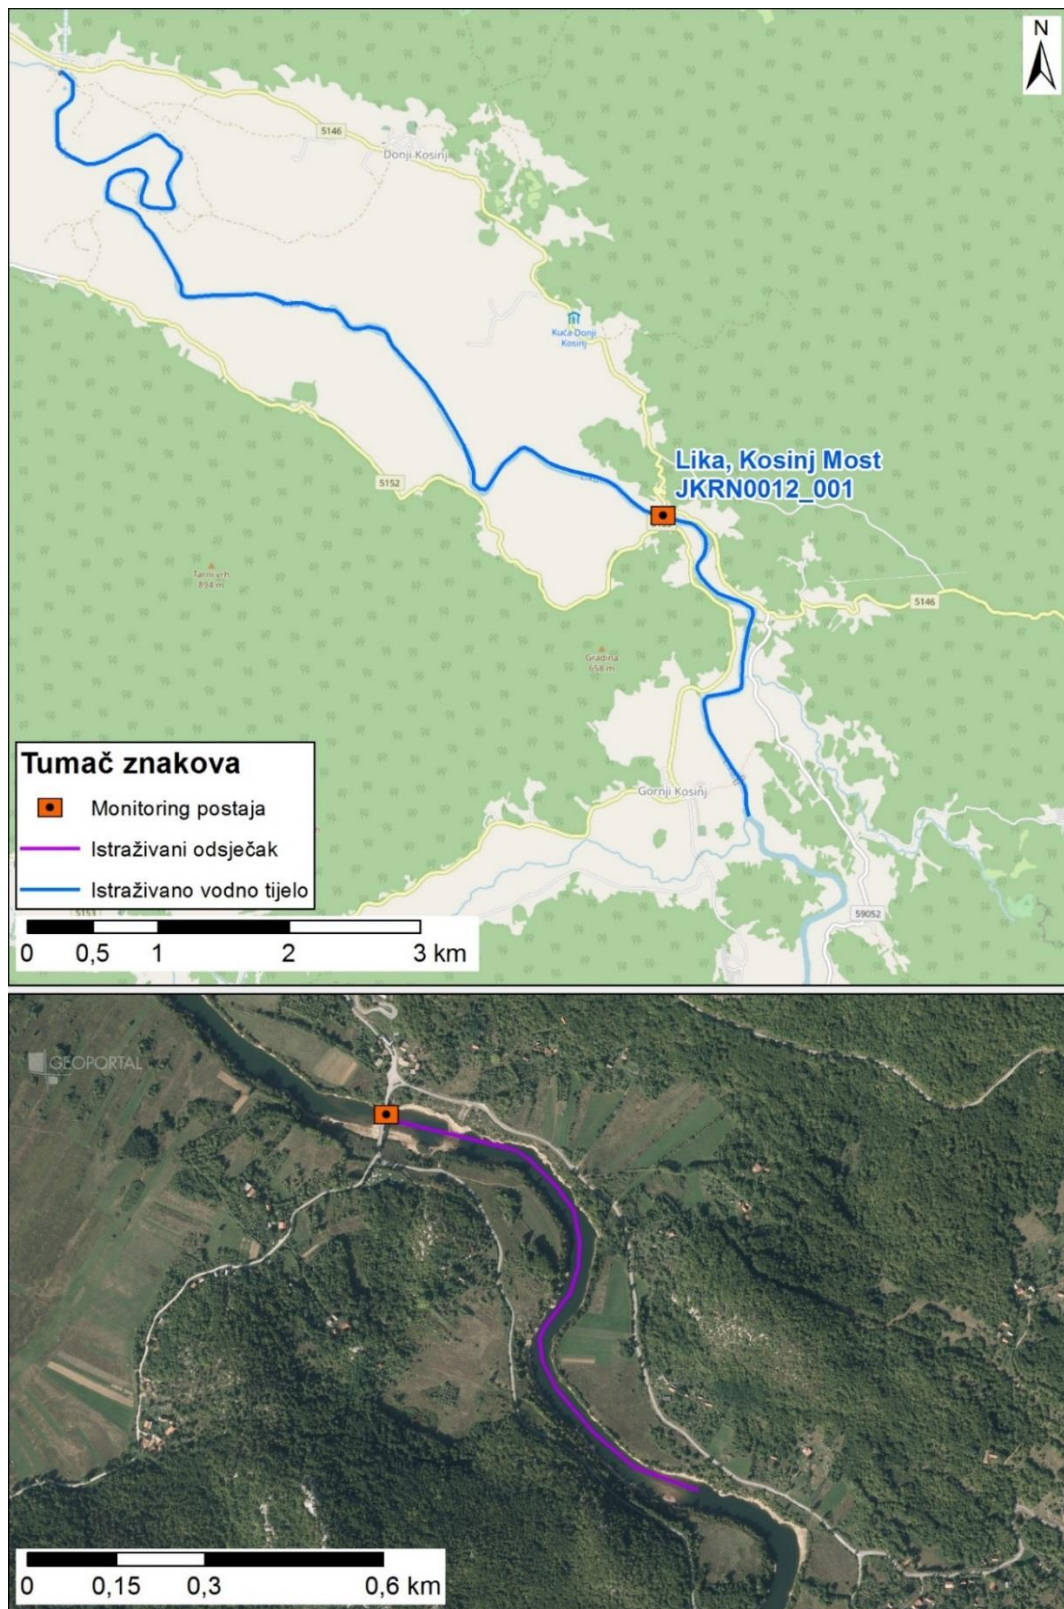 N
5146
Donji Kosinj
Kuća Donji
Kosinj
Lika, Kosinj Most
JKRN0012_001
5152
Tarni vrh
894 m
5146
Gradina
658 m
Gornji Kosinj
Tumač znakova
Monitoring postaja
Istraživani odsječak
Istraživano vodno tijelo
5153
59052
0 0,5 1 2 3 km
GEOPORTAL
0 0,15 0,3 0,6 km